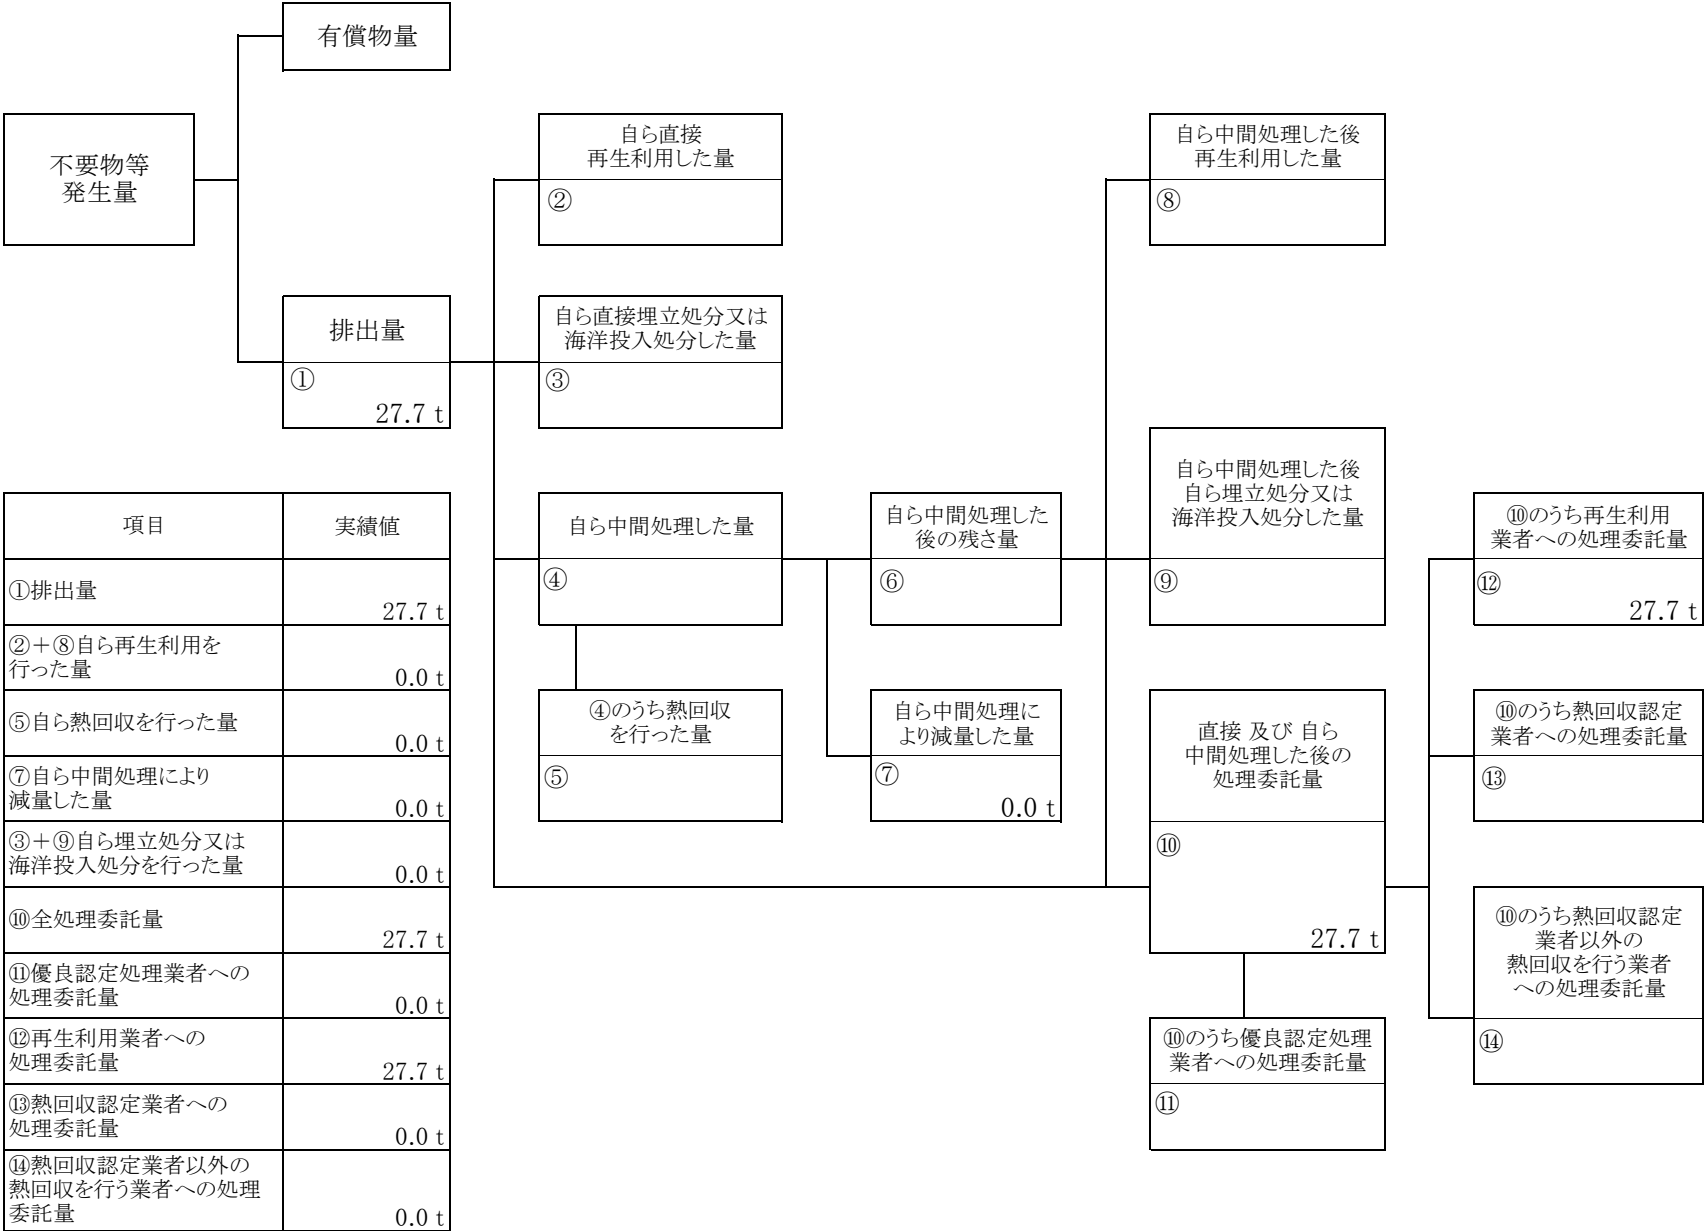 有償物量
不要物等
発生量
自ら直接
再生利用した量
②
自ら中間処理した後
再生利用した量
⑧
排出量
①
27.7 t
自ら直接埋立処分又は
海洋投入処分した量
③
自ら中間処理した後
自ら埋立処分又は
海洋投入処分した量
⑨
自ら中間処理した量
④
自ら中間処理した
後の残さ量
⑥
⑩のうち再生利用
業者への処理委託量
⑫
27.7 t
④のうち熱回収
を行った量
⑤
自ら中間処理に
より減量した量
⑦
0.0 t
直接 及び 自ら
中間処理した後の
処理委託量
⑩
27.7 t
⑩のうち熱回収認定
業者への処理委託量
⑬
⑩のうち熱回収認定
業者以外の
熱回収を行う業者
への処理委託量
⑭
⑩のうち優良認定処理
業者への処理委託量
⑪
項目 実績値
①排出量
27.7 t
②+⑧自ら再生利用を
行った量
0.0 t
⑤自ら熱回収を行った量
0.0 t
⑦自ら中間処理により
減量した量
0.0 t
③+⑨自ら埋立処分又は
海洋投入処分を行った量
0.0 t
⑩全処理委託量
27.7 t
⑪優良認定処理業者への
処理委託量
0.0 t
⑫再生利用業者への
処理委託量
27.7 t
⑬熱回収認定業者への
処理委託量
0.0 t
⑭熱回収認定業者以外の
熱回収を行う業者への処理
委託量
0.0 t